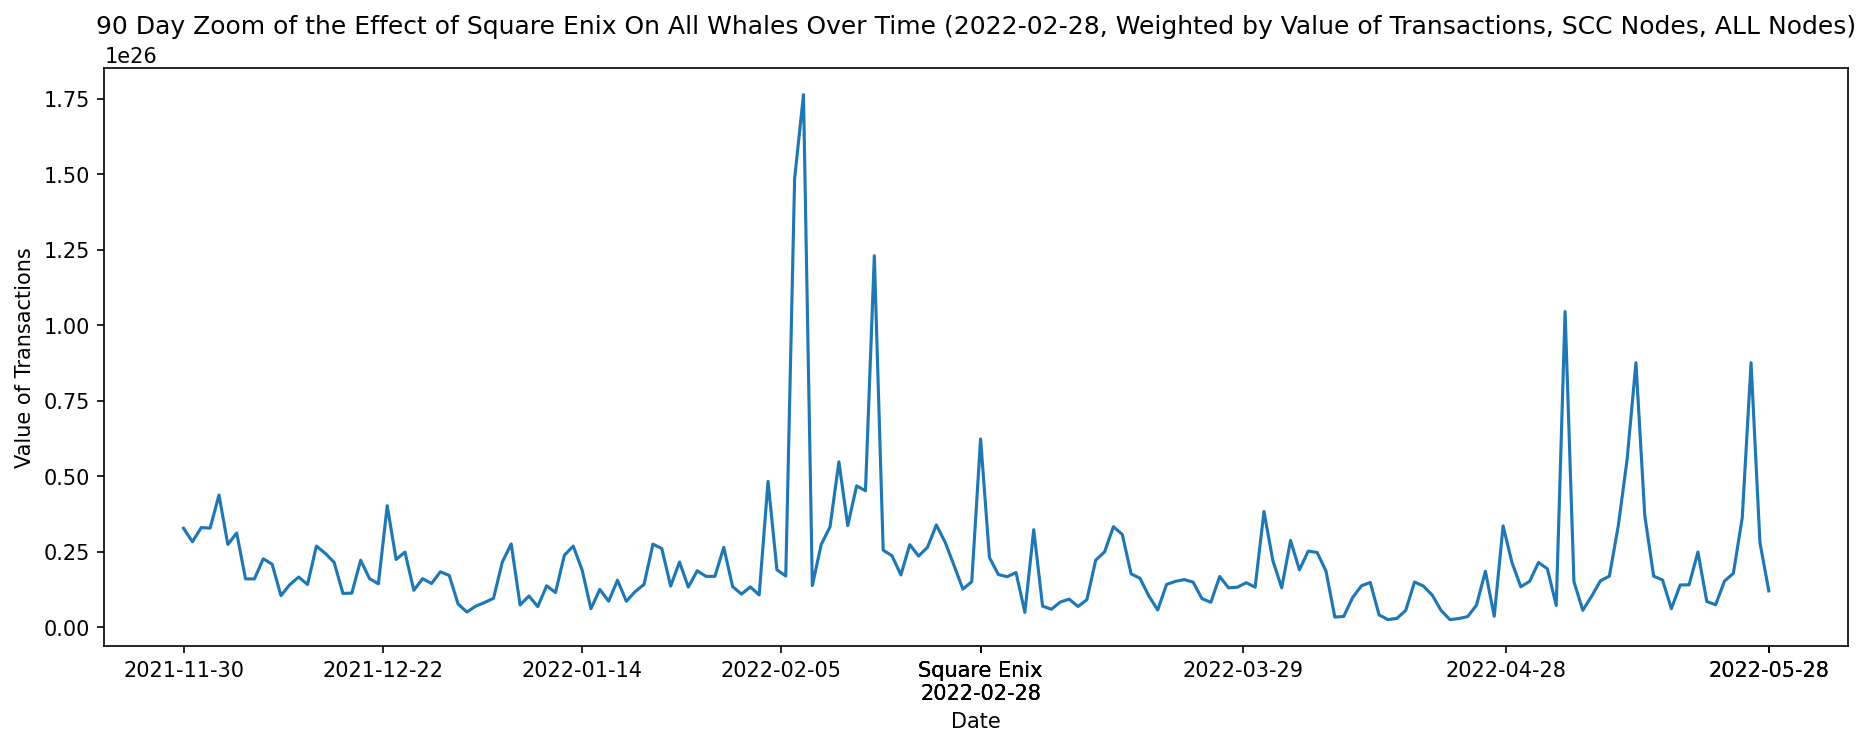 90 Day Zoom of the Effect of Square Enix On All Whales Over Time (2022-02-28, Weighted by Value of Transactions, SCC Nodes, ALL Nodes)
1e26
1.75
1.50
1.25
1.00
0.75
0.50
0.25
0.00
Value of Transactions
2021-11-30 2021-12-22 2022-01-14 2022-02-05 Square Enix 2022-03-29 2022-04-28 2022-05-28
2022-02-28
Date